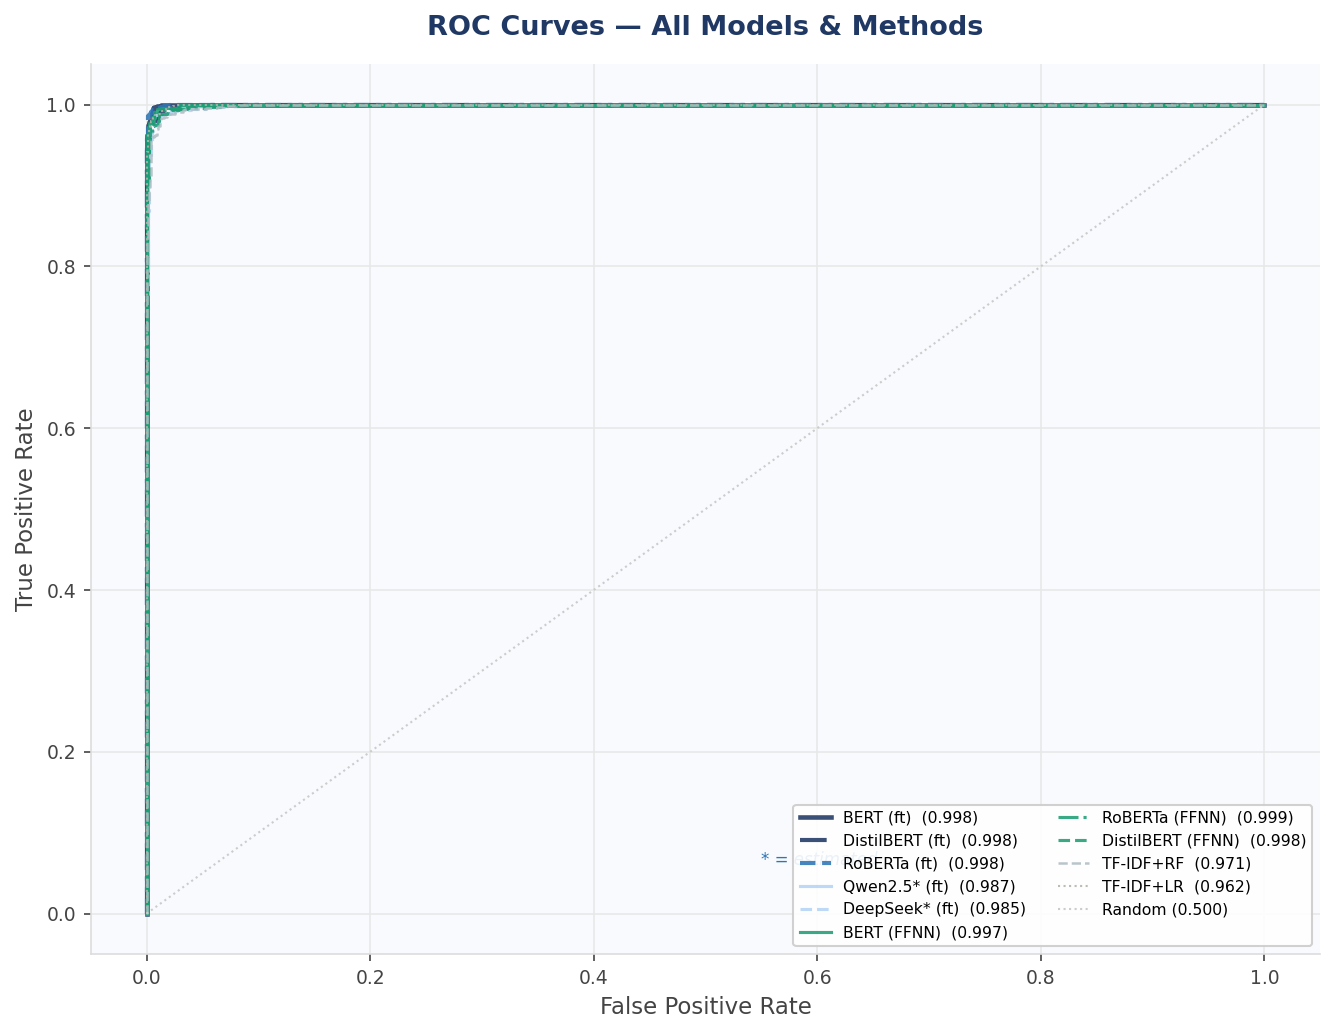 ROC Curves — All Models & Methods
True Positive Rate
1.0
0.8
0.6
0.4
0.2
0.0
* =
BERT (ft) (0.998)
DistilBERT (ft) (0.998)
RoBERTa (ft) (0.998)
Qwen2.5* (ft) (0.987)
DeepSeek* (ft) (0.985)
BERT (FFNN) (0.997)
RoBERTa (FFNN) (0.999)
DistilBERT (FFNN) (0.998)
TF-IDF+RF (0.971)
TF-IDF+LR (0.962)
Random (0.500)
0.0 0.2 0.4 0.6 0.8 1.0
False Positive Rate